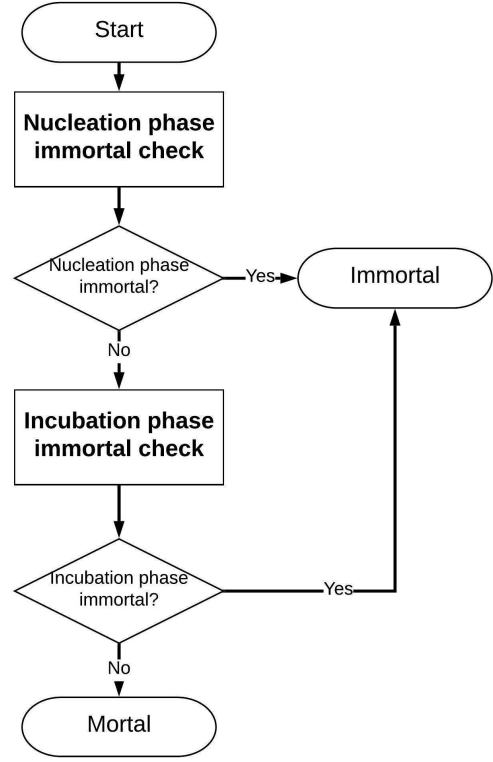 Start
Nucleation phase
immortal check
Nucleation phase
immortal?
Yes
Immortal
No
Incubation phase
immortal check
Incubation phase
immortal?
Yes
No
Mortal